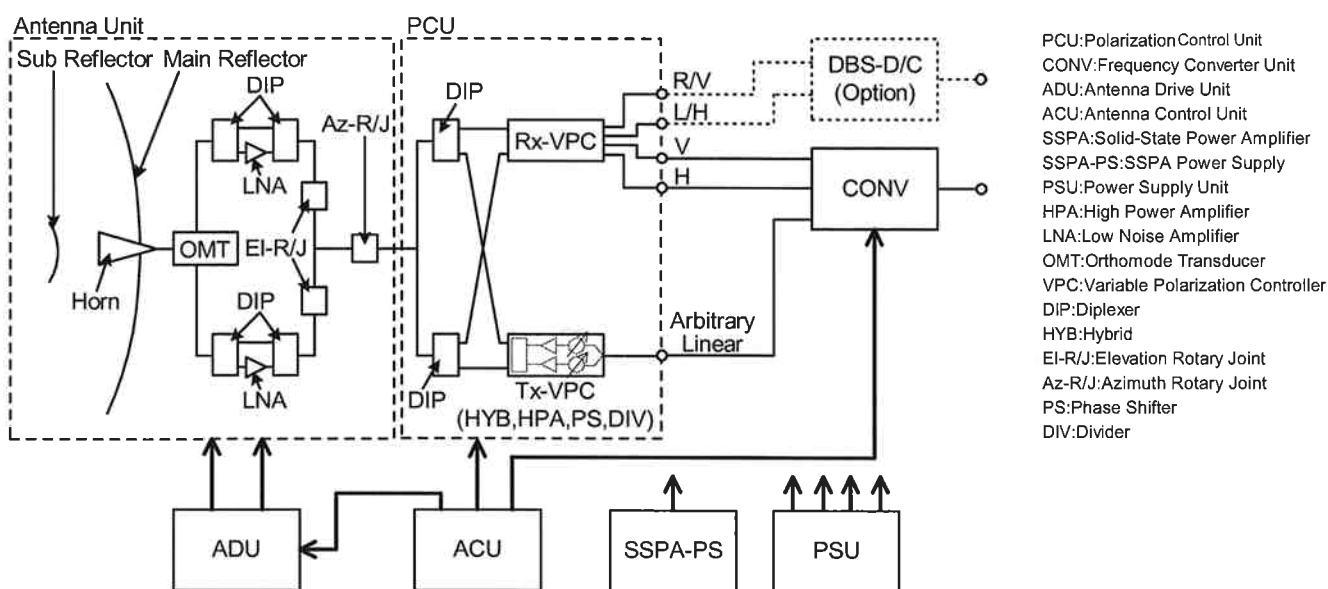 Antenna Unit
PCU
Sub Reflector
Main Reflector
DIP
Az-R/J
LNA
OMT
El-R/J
Horn
DIP
LNA
DIP
Rx-VPC
R/V
L/H
V
H
DBS-D/C
(Option)
CONV
DIP
Tx-VPC
(HYB,HPA,PS,DIV)
Arbitrary
Linear
ADU
ACU
SSPA-PS
PSU
PCU:Polarization Control Unit
CONV:Frequency Converter Unit
ADU:Antenna Drive Unit
ACU:Antenna Control Unit
SSPA:Solid-State Power Amplifier
SSPA-PS:SSPA Power Supply
PSU:Power Supply Unit
HPA:High Power Amplifier
LNA:Low Noise Amplifier
OMT:Orthomode Transducer
VPC:Variable Polarization Controller
DIP:Diplexer
HYB:Hybrid
El-R/J:Elevation Rotary Joint
Az-R/J:Azimuth Rotary Joint
PS:Phase Shifter
DIV:Divider